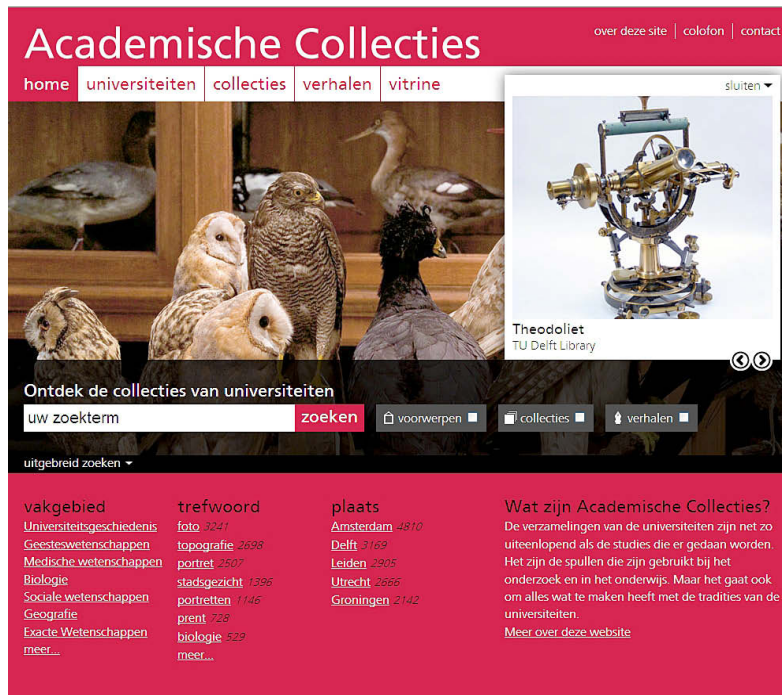 over deze site
colofon
contact
Academische Collecties
home
universiteiten
collecties
verhalen
vitrine
sluiten
Theodoliet
TU Delft Library
Ontdek de collecties van universiteiten
uw zoekterm
zoeken
voorwerpen
collecties
verhalen
uitgebreid zoeken
vakgebied
Universiteitsgeschiedenis
Geesteswetenschappen
Medische wetenschappen
Biologie
Sociale wetenschappen
Geografie
Exacte Wetenschappen
meer...
trefwoord
foto 3241
topografie 2698
portret 2507
stadsgezicht 1396
portretten 1146
prent 728
biologie 529
meer...
plaats
Amsterdam 4810
Delft 3169
Leiden 2905
Utrecht 2666
Groningen 2142
Wat zijn Academische Collecties?
De verzamelingen van de universiteiten zijn net zo
uiteenlopend als de studies die er gedaan worden.
Het zijn de spullen die zijn gebruikt bij het
onderzoek en in het onderwijs. Maar het gaat ook
om alles wat te maken heeft met de tradities van de
universiteiten.
Meer over deze website